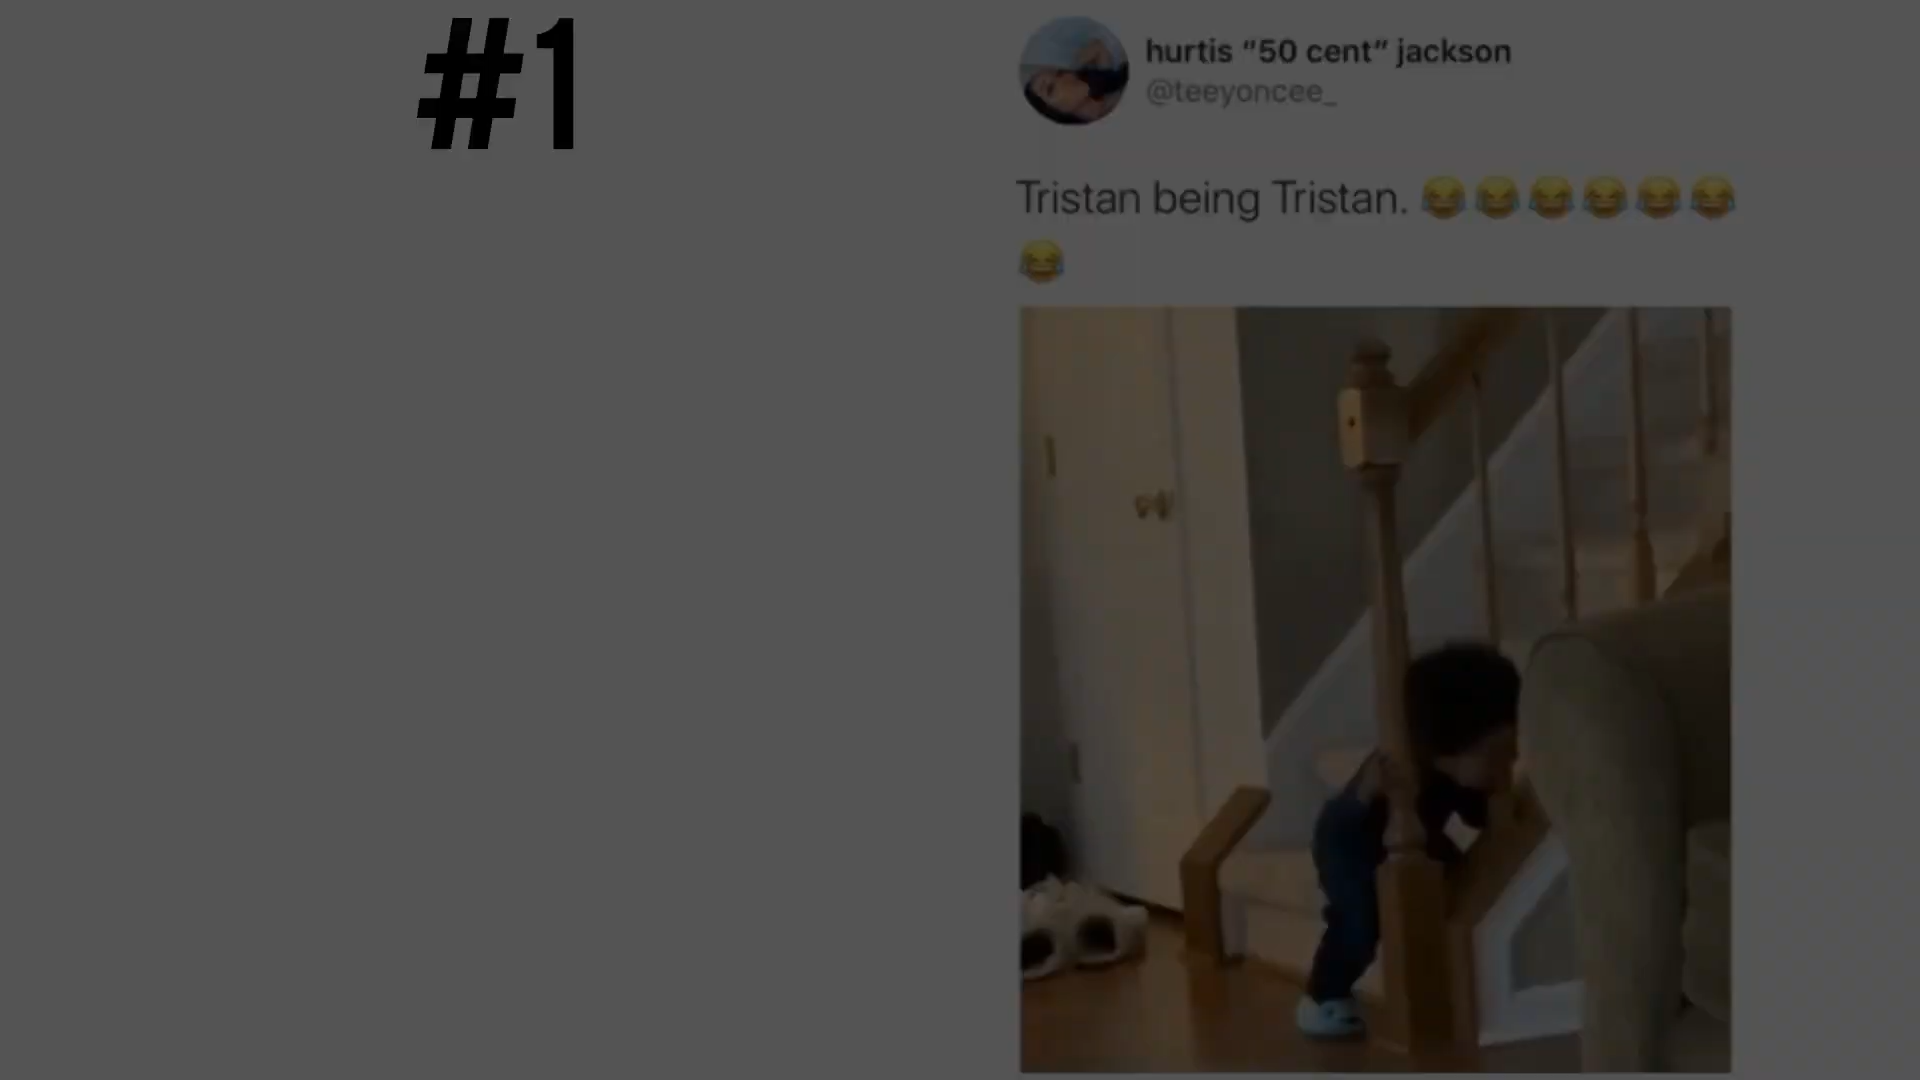 #1
hurtis “50 cent” jackson
@teeyoncee_
Tristan being Tristan. 😂😂😂😂😂😂
😂